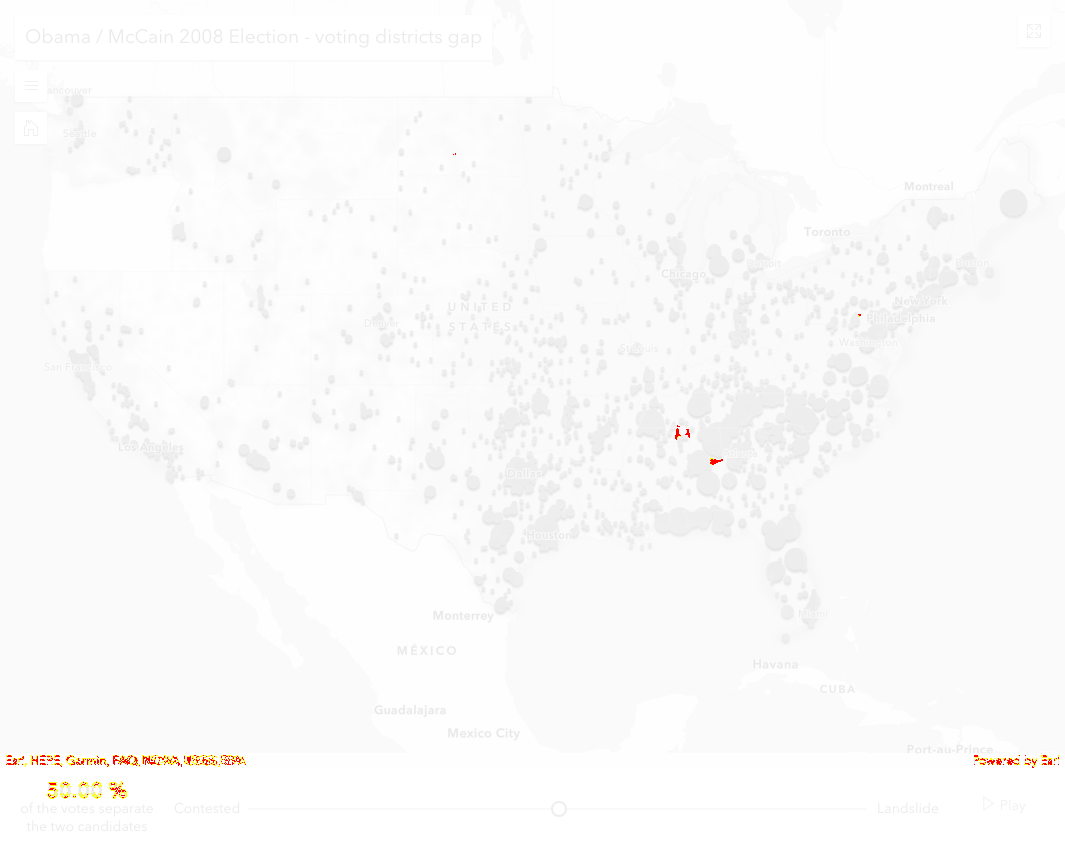 Obama / McCain 2008 Election - voting districts gap
Vancouver
Seattle
Montreal
Toronto
Detroit
Boston
Chicago
New York
UNITED
STATES
Philadelphia
Denver
St Louis
Washington
San Francisco
Los Angeles
Atlanta
Dallas
Houston
Monterrey
Miami
MÉXICO
Havana
CUBA
Guadalajara
Mexico City
Port-au-Prince
Esri, HERE, Garmin, FAO, NOAA, USGS, EPA
Powered by Esri
of the votes separate
the two candidates
Contested
Landslide
Play